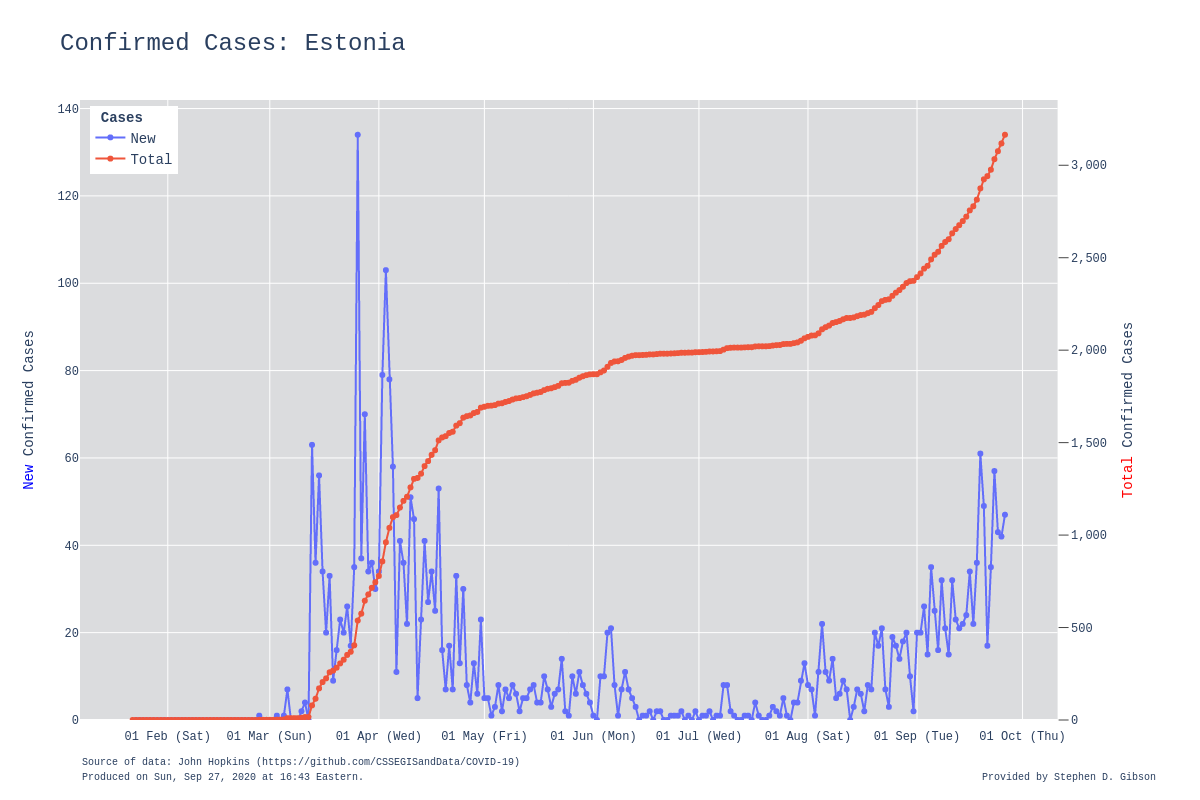 Confirmed Cases: Estonia
Cases
New
Total
140
120
100
80
60
40
20
0
3,000
2,500
2,000
1,500
1,000
500
0
New Confirmed Cases
Total Confirmed Cases
01 Feb (Sat) 01 Mar (Sun) 01 Apr (Wed) 01 May (Fri) 01 Jun (Mon) 01 Jul (Wed) 01 Aug (Sat) 01 Sep (Tue) 01 Oct (Thu)
Source of data: John Hopkins (https://github.com/CSSEGISandData/COVID-19)
Produced on Sun, Sep 27, 2020 at 16:43 Eastern.
Provided by Stephen D. Gibson